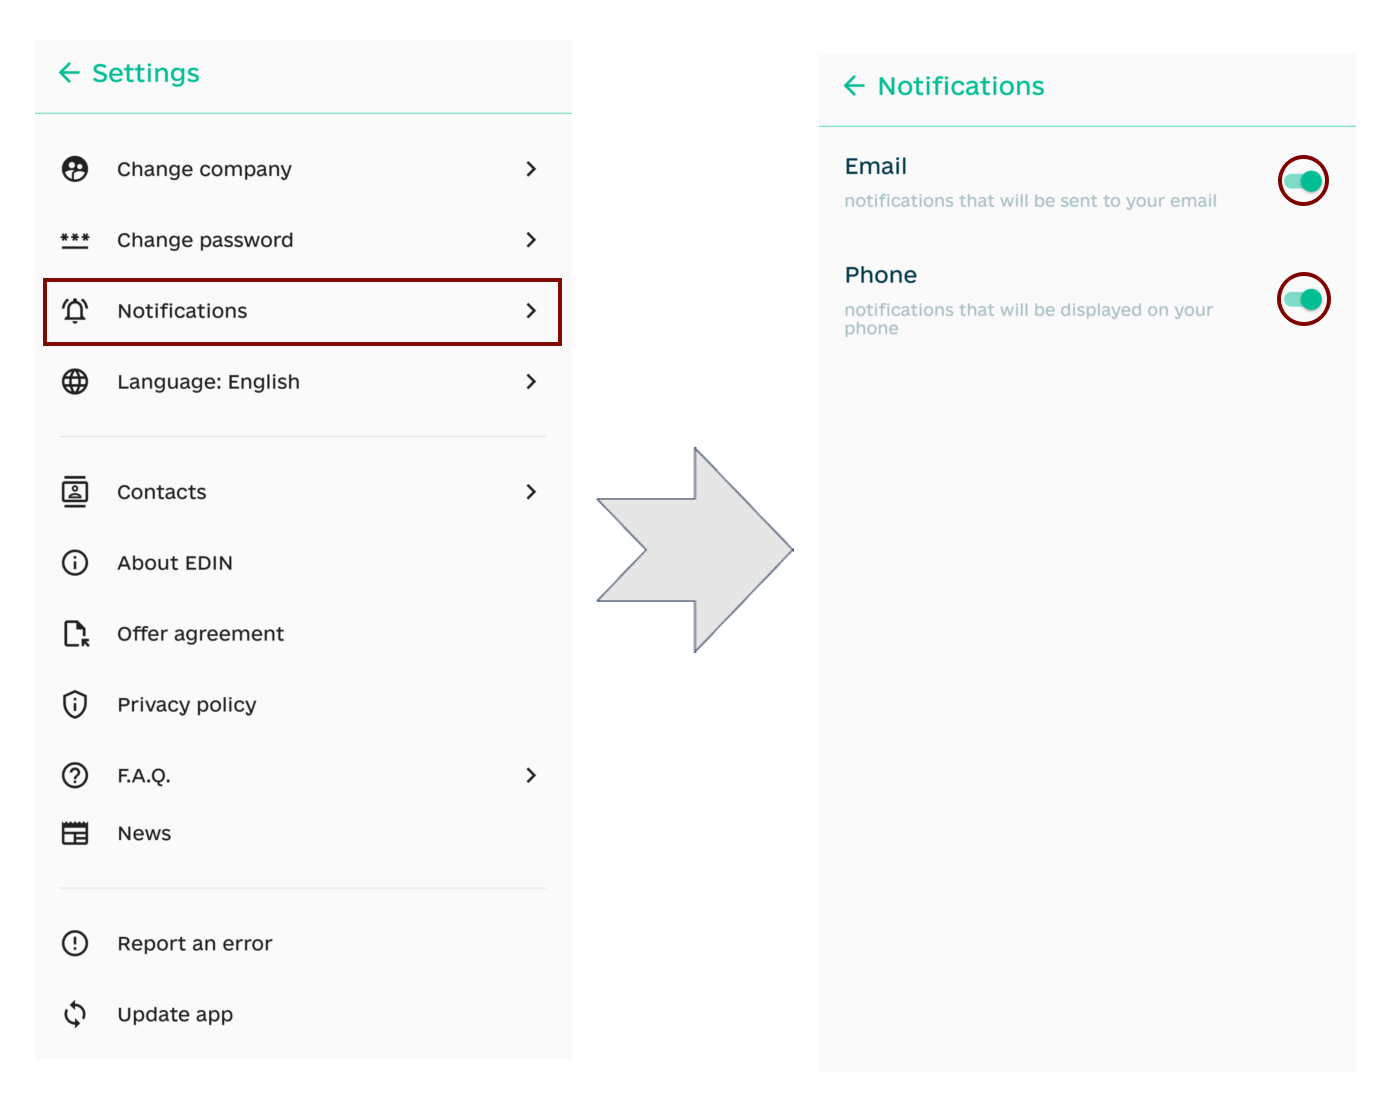 Settings
Change company
*** Change password
Notifications
Language: English
Contacts
About EDIN
Offer agreement
Privacy policy
F.A.Q.
News
Report an error
Update app
Notifications
Email
notifications that will be sent to your email
Phone
notifications that will be displayed on your
phone